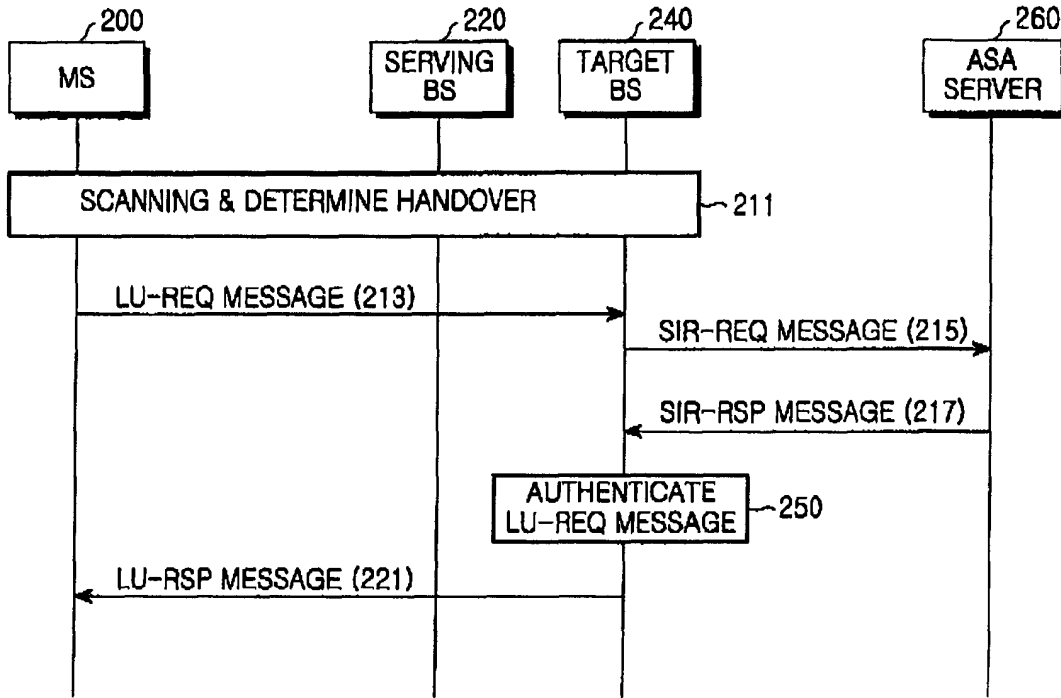 200
220
240
260
MS
SERVING
BS
TARGET
BS
ASA
SERVER
SCANNING & DETERMINE HANDOVER
211
LU-REQ MESSAGE (213)
SIR-REQ MESSAGE (215)
SIR-RSP MESSAGE (217)
AUTHENTICATE
LU-REQ MESSAGE
250
LU-RSP MESSAGE (221)